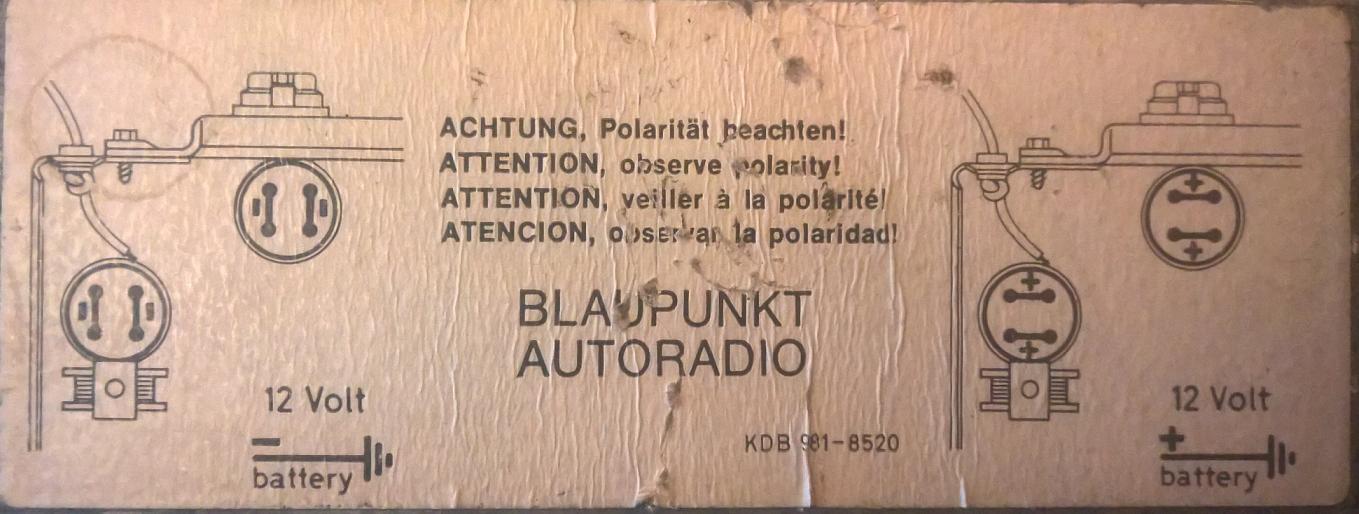 ACHTUNG, Polarität beachten!
ATTENTION, observe polarity!
ATTENTION, veiller à la polarité!
ATENCION, observar la polaridad!
BLAUPUNKT
AUTORADIO
12 Volt
battery
KDB 981-8520
12 Volt
battery